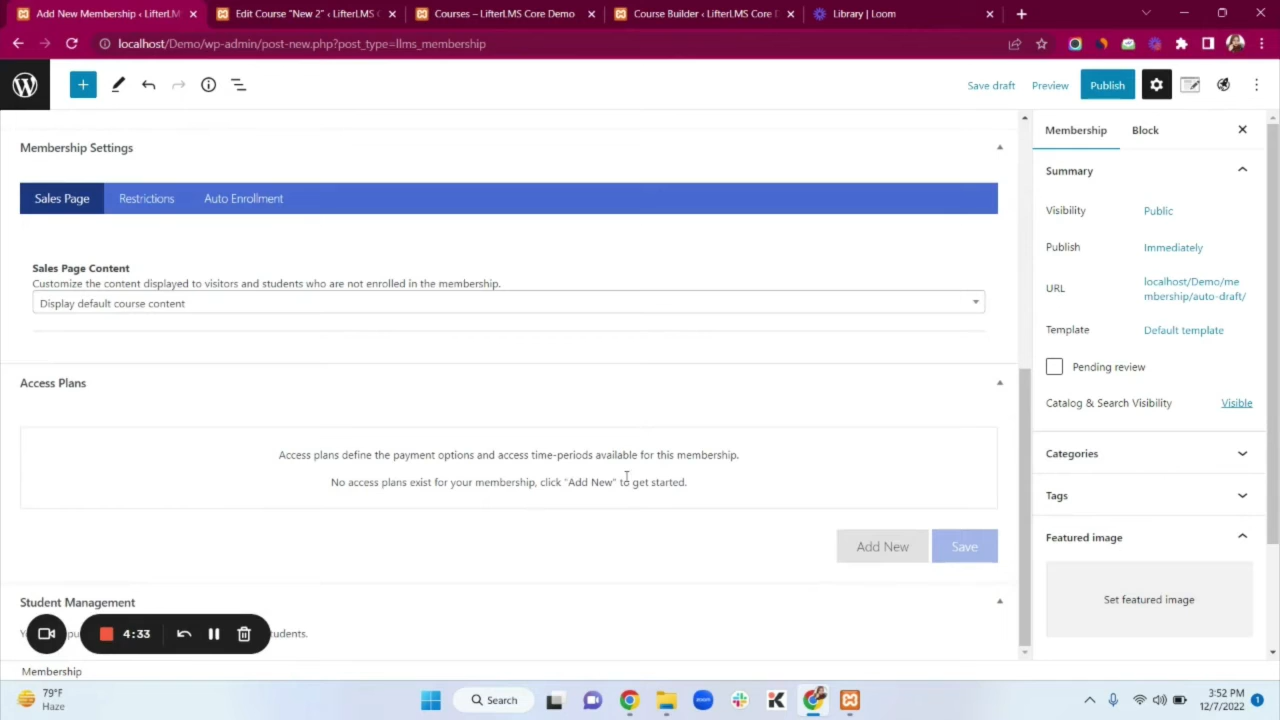 Add New Membership ‹ LifterLM
Edit Course "New 2" ‹ LifterLMS C
Courses – LifterLMS Core Demo
Course Builder ‹ LifterLMS Core D
Library | Loom
localhost/Demo/wp-admin/post-new.php?post_type=llms_membership
Save draft
Preview
Publish
Membership Settings
Sales Page
Restrictions
Auto Enrollment
Sales Page Content
Customize the content displayed to visitors and students who are not enrolled in the membership.
Display default course content
Access Plans
Access plans define the payment options and access time-periods available for this membership.
No access plans exist for your membership, click "Add New" to get started.
Add New
Save
Student Management
tudents.
4:33
Membership
Membership
Block
Summary
Visibility
Public
Publish
Immediately
URL
localhost/Demo/me
mbership/auto-draft/
Template
Default template
Pending review
Catalog & Search Visibility
Visible
Categories
Tags
Featured image
Set featured image
79°F
Haze
Search
zoom
3:52 PM
12/7/2022
1